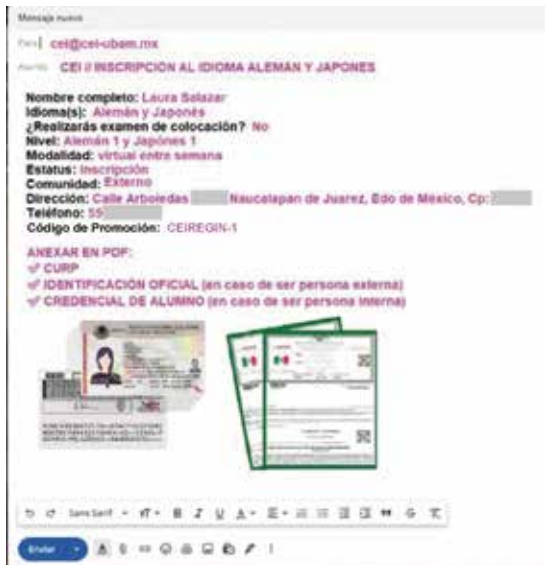 Mensaje nuevo
Para cei@cei-ubam.mx
Asunto CEI // INSCRIPCIÓN AL IDIOMA ALEMÁN Y JAPONES
Nombre completo: Laura Salazar
Idioma(s): Alemán y Japonés
¿Realizarás examen de colocación? No
Nivel: Alemán 1 y Japónes 1
Modalidad: virtual entre semana
Estatus: Inscripción
Comunidad: Externo
Dirección: Calle Arboledas Naucalapan de Juarez, Edo de México, Cp:
Teléfono: 55
Código de Promoción: CEIREGIN-1
ANEXAR EN PDF:
CURP
IDENTIFICACIÓN OFICIAL (en caso de ser persona externa)
CREDENCIAL DE ALUMNO (en caso de ser persona interna)
Sans Serif
Enviar